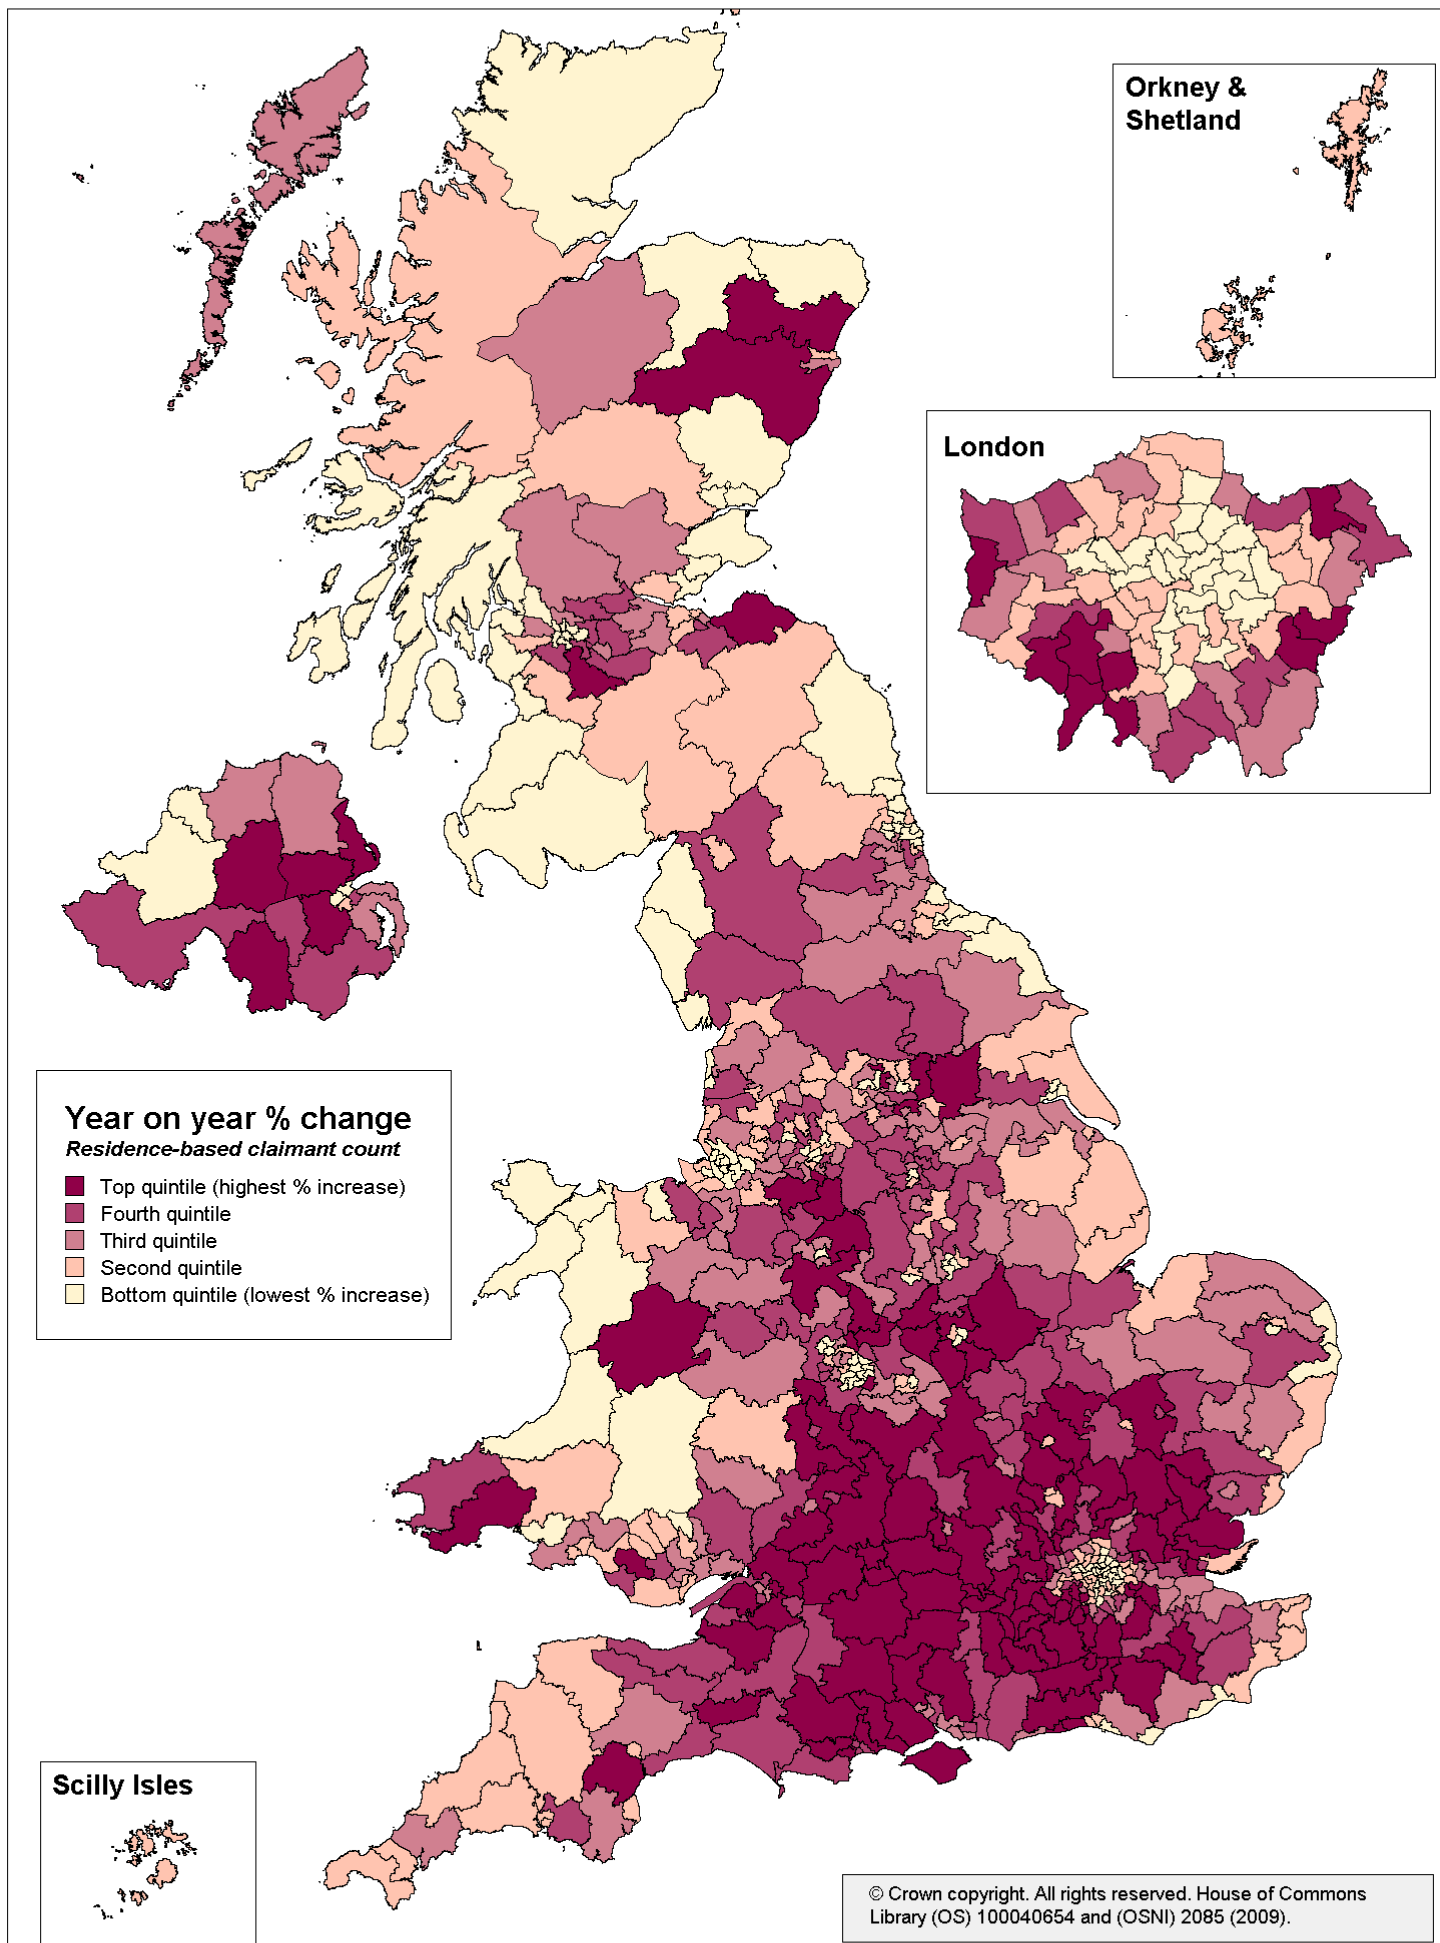 Orkney &
Shetland
London
Year on year % change
Residence-based claimant count
Top quintile (highest % increase)
Fourth quintile
Third quintile
Second quintile
Bottom quintile (lowest % increase)
Scilly Isles
© Crown copyright. All rights reserved. House of Commons
Library (OS) 100040654 and (OSNI) 2085 (2009).